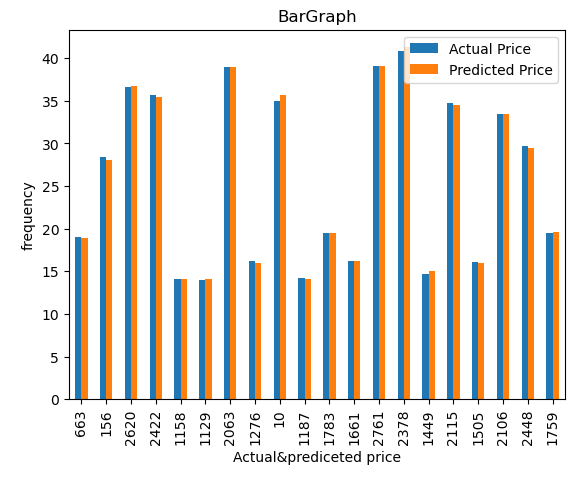 BarGraph
Actual Price
Predicted Price
40
35
30
25
20
15
10
5
0
frequency
663 156 2620 2422 1158 1129 2063 1276 10 1187 1783 1661 2761 2378 1449 2115 1505 2106 2448 1759
Actual&prediceted price